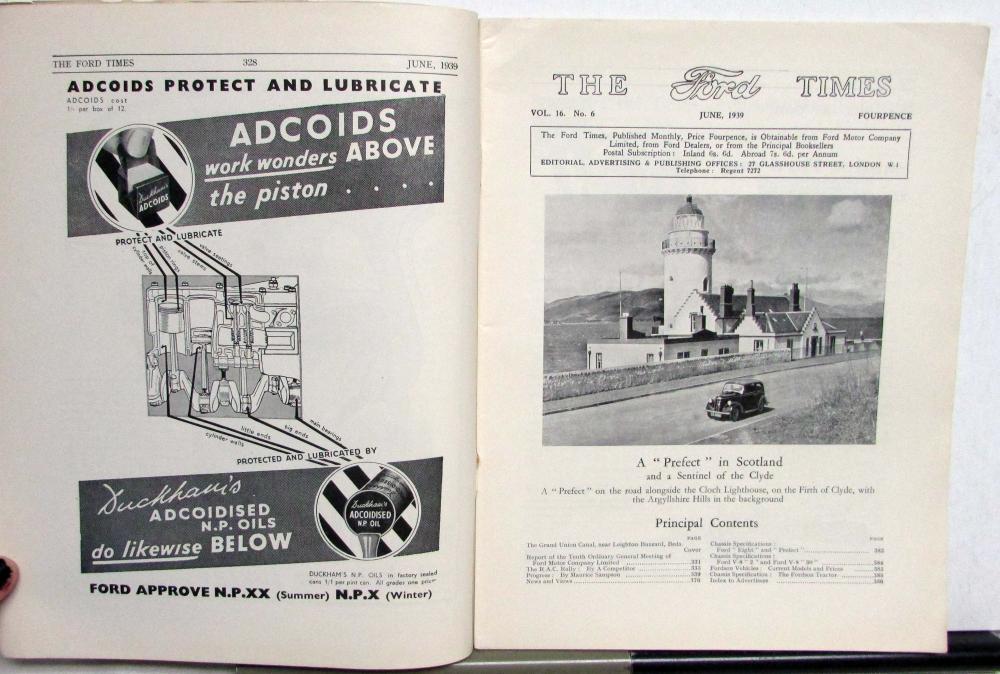 THE FORD TIMES 328 JUNE, 1939
ADCOIDS PROTECT AND LUBRICATE
ADCOIDS cost
per box of 12.
ADCOIDS
work wonders ABOVE
the piston . . . .
Duckham's
ADCOIDS
PROTECT AND LUBRICATE
top of cylinder walls
piston rings
valve stems
valve seatings
cylinder walls
little ends
big ends
main bearings
PROTECTED AND LUBRICATED BY
Duckham's
ADCOIDISED
N.P. OILS
do likewise BELOW
Duckham's
ADCOIDISED
N.P. OIL
DUCKHAM'S N.P. OILS in factory sealed
cans 1/1 per pint can. All grades one price
FORD APPROVE N.P.XX (Summer) N.P.X (Winter)
THE Ford TIMES
VOL. 16. No. 6 JUNE, 1939 FOURPENCE
The Ford Times, Published Monthly, Price Fourpence, is Obtainable from Ford Motor Company
Limited, from Ford Dealers, or from the Principal Booksellers
Postal Subscription: Inland 6s. 6d. Abroad 7s. 6d. per Annum
EDITORIAL, ADVERTISING & PUBLISHING OFFICES: 27 GLASSHOUSE STREET, LONDON W.1
Telephone: Regent 7272
A "Prefect" in Scotland
and a Sentinel of the Clyde
A "Prefect" on the road alongside the Cloch Lighthouse, on the Firth of Clyde, with
the Argyllshire Hills in the background
Principal Contents
PAGE
The Grand Union Canal, near Leighton Buzzard, Beds.
Cover
Report of the Tenth Ordinary General Meeting of
Ford Motor Company Limited 331
The R.A.C. Rally: By A Competitor
Progress: By Maurice Sampson
News and Views
PAGE
Chassis Specifications:
Ford "Eight" and "Prefect"
Chassis Specifications:
Ford V-8 "22" and Ford V-8 "30"
Fordson Vehicles: Current Models and Prices
Chassis Specification: The Fordson Tractor
Index to Advertisers